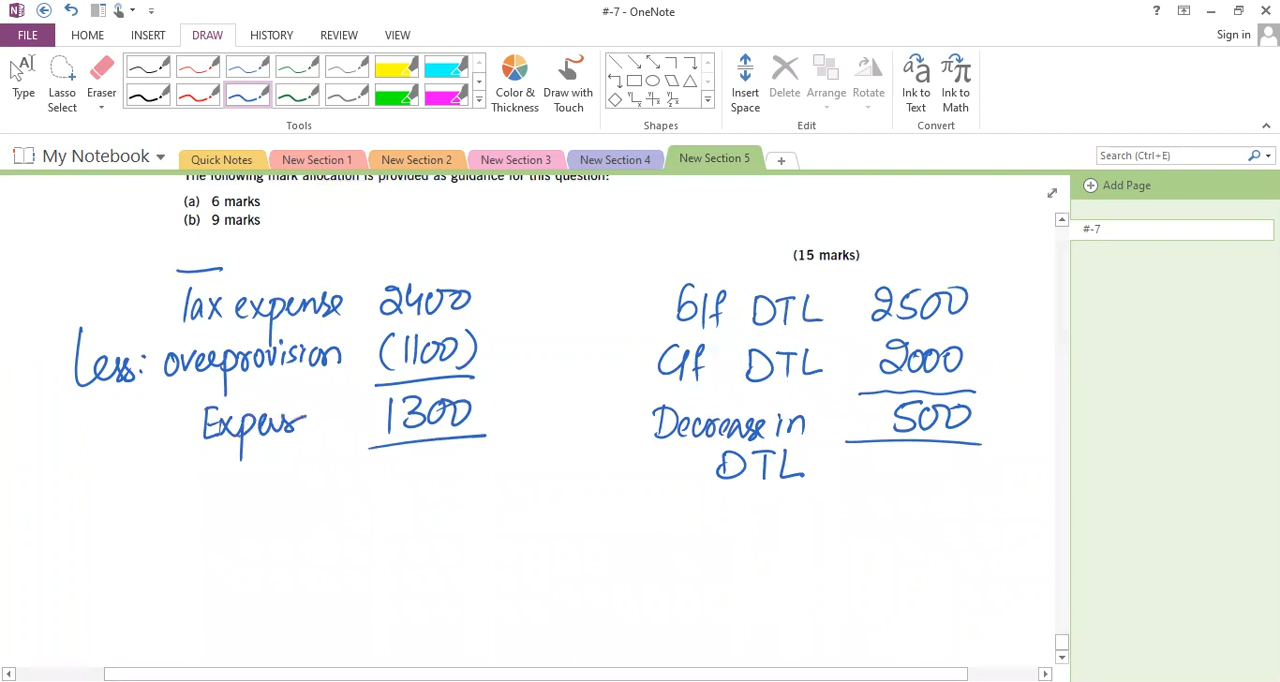 #-7 - OneNote
?
Sign in
FILE HOME INSERT DRAW HISTORY REVIEW VIEW
Type
Lasso Select
Eraser
Color & Thickness
Draw with Touch
Insert Space
Delete
Arrange
Rotate
Ink to Text
Ink to Math
Tools
Shapes
Edit
Convert
My Notebook
Quick Notes
New Section 1
New Section 2
New Section 3
New Section 4
New Section 5
Search (Ctrl+E)
Add Page
#-7
The following mark allocation is provided as guidance for this question:
(a) 6 marks
(b) 9 marks
(15 marks)
Tax expense 2400
Less: overprovision (1100)
Expens 1300
B/f DTL 2500
C/f DTL 2000
Decrease in 500
DTL